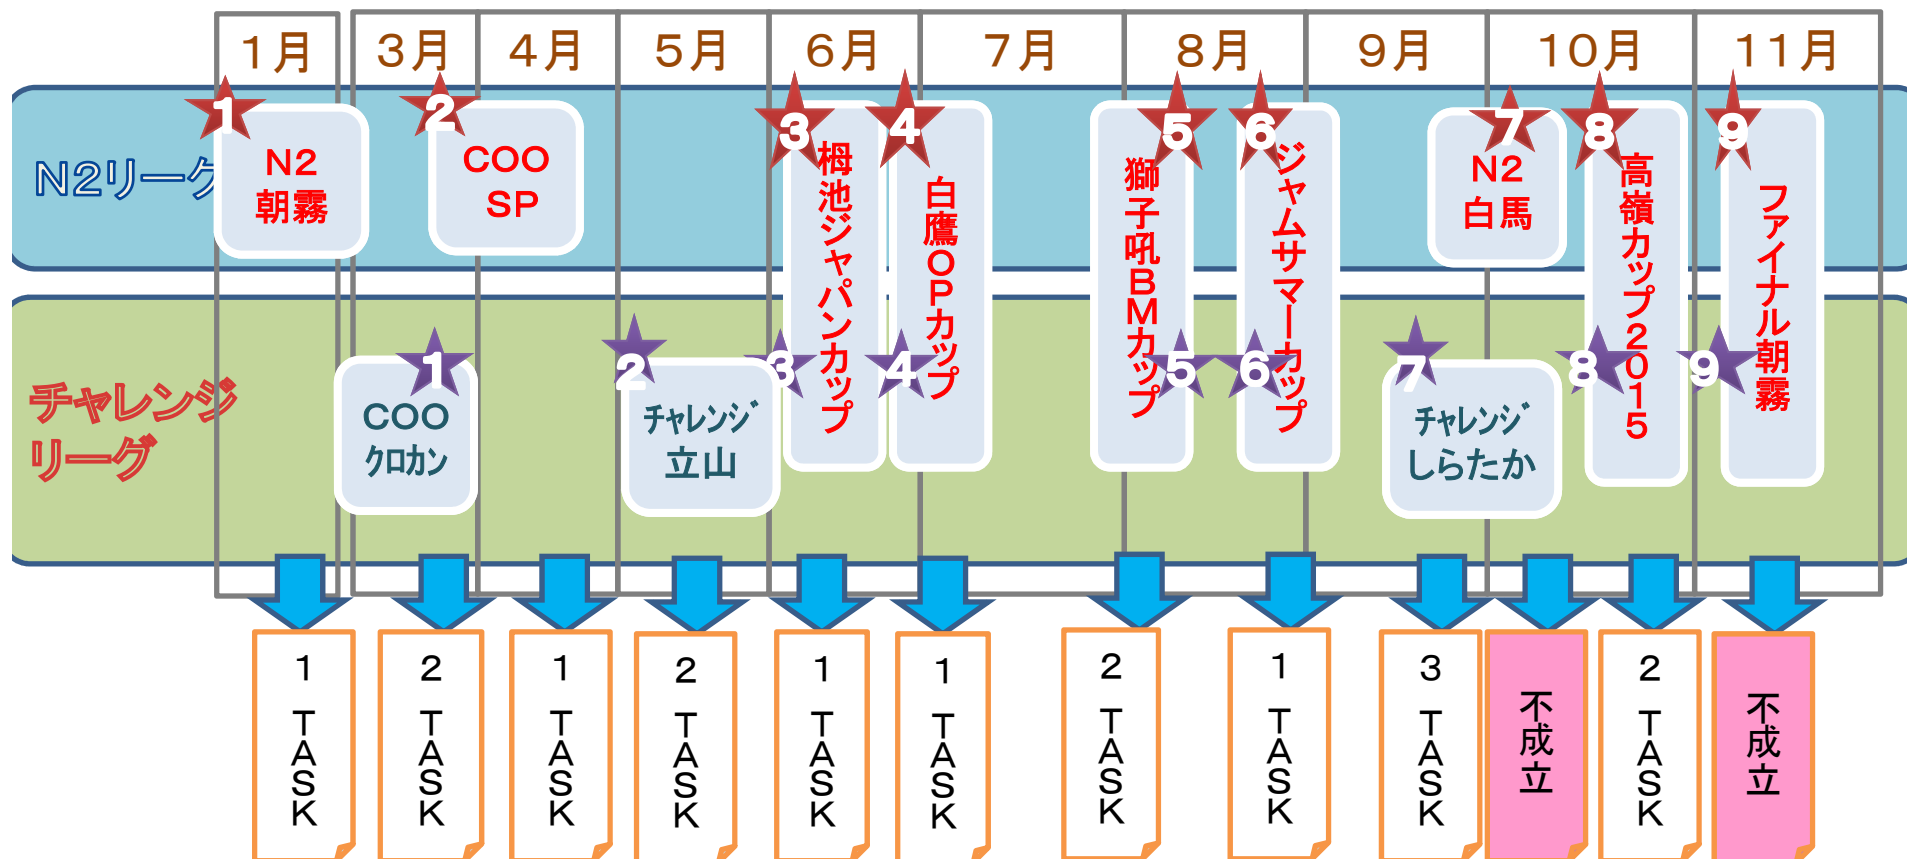 1月
3月
4月
5月
6月
7月
8月
9月
10月
11月
N2リーグ
1
N2
朝霧
2
COO
SP
3
栂池ジャパンカップ
4
白鷹OPカップ
5
獅子吼BMカップ
6
ジャムサマーカップ
7
N2
白馬
8
高嶺カップ2015
9
ファイナル朝霧
チャレンジ
リーグ
1
COO
クロカン
2
チャレンジ
立山
3
4
5
6
7
チャレンジ
しらたか
8
9
1 TASK
2 TASK
1 TASK
2 TASK
1 TASK
1 TASK
2 TASK
1 TASK
3 TASK
不成立
2 TASK
不成立